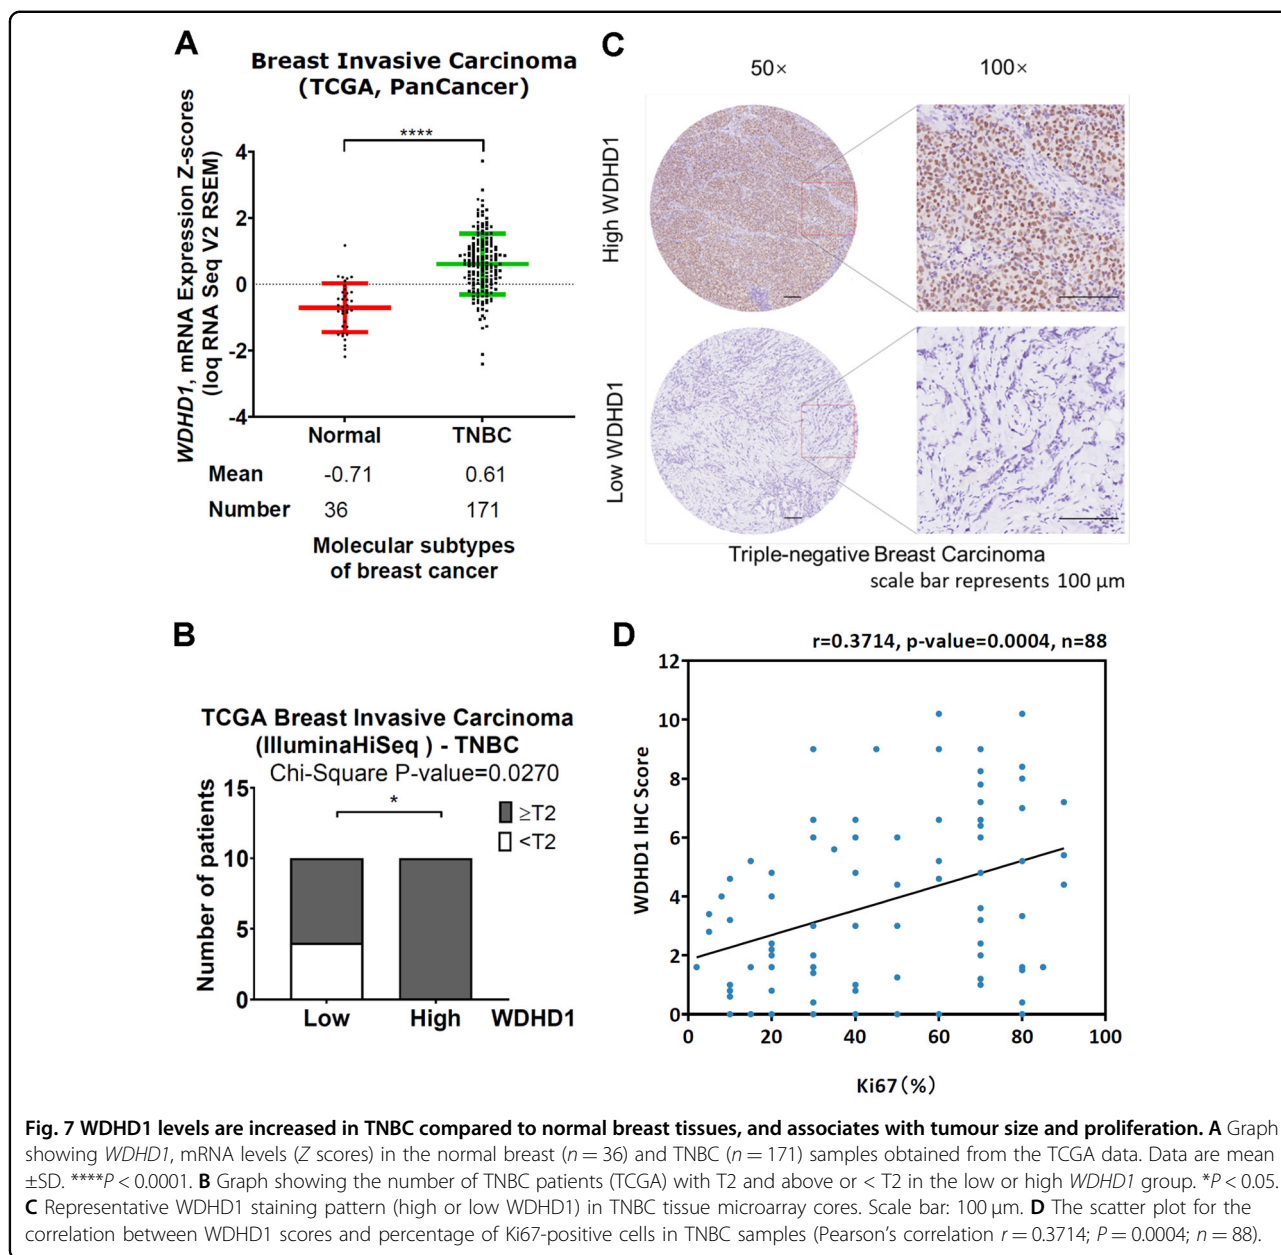 A
Breast Invasive Carcinoma
(TCGA, PanCancer)
WDHD1, mRNA Expression Z-scores
(loq RNA Seq V2 RSEM)
****
4
2
0
-2
-4
Normal TNBC
Mean -0.71 0.61
Number 36 171
Molecular subtypes
of breast cancer
B
TCGA Breast Invasive Carcinoma
(IlluminaHiSeq ) - TNBC
Chi-Square P-value=0.0270
Number of patients
15
10
5
0
*
≥T2
<T2
Low High WDHD1
C
50× 100×
High WDHD1
Low WDHD1
Triple-negative Breast Carcinoma
scale bar represents 100 µm
D
r=0.3714, p-value=0.0004, n=88
WDHD1 IHC Score
12
10
8
6
4
2
0
0 20 40 60 80 100
Ki67(%)
Fig. 7 WDHD1 levels are increased in TNBC compared to normal breast tissues, and associates with tumour size and proliferation. A Graph
showing WDHD1, mRNA levels (Z scores) in the normal breast (n = 36) and TNBC (n = 171) samples obtained from the TCGA data. Data are mean
±SD. ****P < 0.0001. B Graph showing the number of TNBC patients (TCGA) with T2 and above or < T2 in the low or high WDHD1 group. *P < 0.05.
C Representative WDHD1 staining pattern (high or low WDHD1) in TNBC tissue microarray cores. Scale bar: 100 µm. D The scatter plot for the
correlation between WDHD1 scores and percentage of Ki67-positive cells in TNBC samples (Pearson's correlation r = 0.3714; P = 0.0004; n = 88).